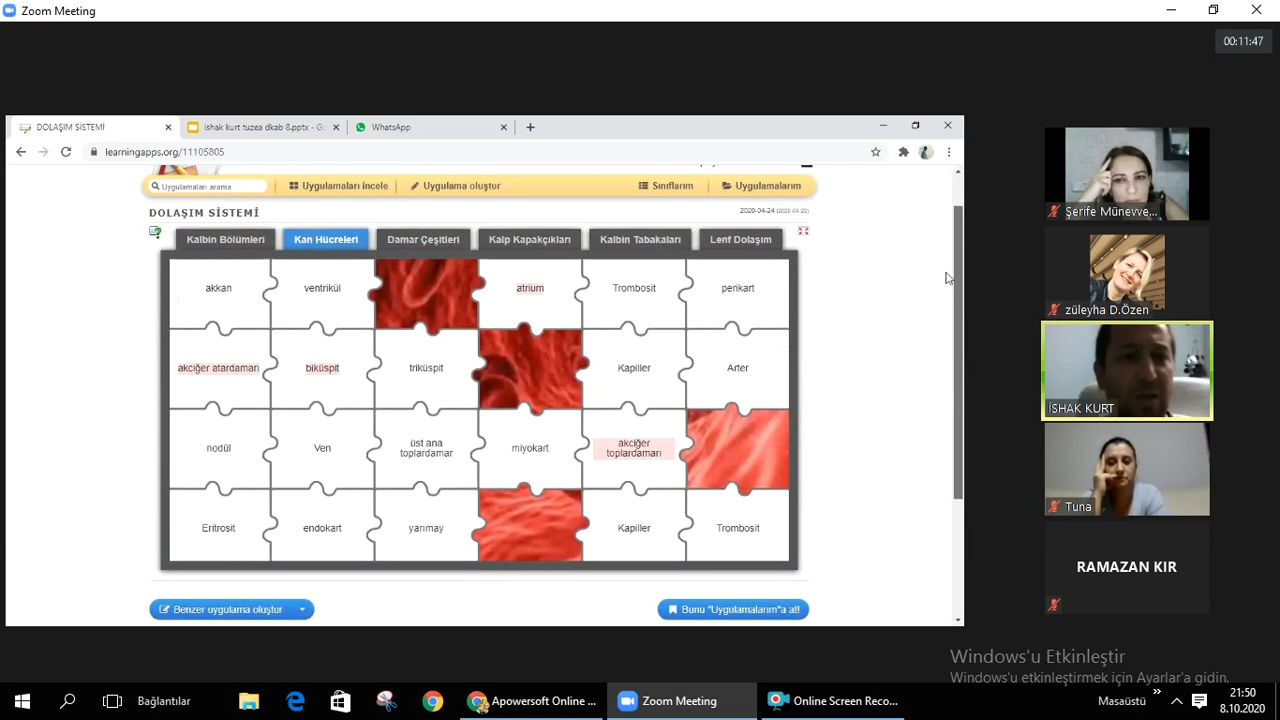 Zoom Meeting
00:11:47
DOLAŞIM SİSTEMİ
ishak kurt tuzea dkab 8.pptx - Go
WhatsApp
learningapps.org/11105805
Uygulamaları arama
Uygulamaları incele
Uygulama oluştur
Sınıflarım
Uygulamalarım
DOLAŞIM SİSTEMİ
2020-04-24 (2020-04-22)
Kalbin Bölümleri
Kan Hücreleri
Damar Çeşitleri
Kalp Kapakçıkları
Kalbin Tabakaları
Lenf Dolaşım
akkan
ventrikül
atrium
Trombosit
perikart
akciğer atardamarı
biküspit
triküspit
Kapiller
Arter
nodül
Ven
üst ana
toplardamar
miyokart
akciğer
toplardamarı
Eritrosit
endokart
yarımay
Kapiller
Trombosit
Benzer uygulama oluştur
Bunu "Uygulamalarım"a at!
Şerife Münevve...
züleyha D.Özen
İSHAK KURT
Tuna
RAMAZAN KIR
Windows'u Etkinleştir
Windows'u etkinleştirmek için Ayarlar'a gidin.
Bağlantılar
Apowersoft Online ...
Zoom Meeting
Online Screen Reco...
Masaüstü
21:50
8.10.2020